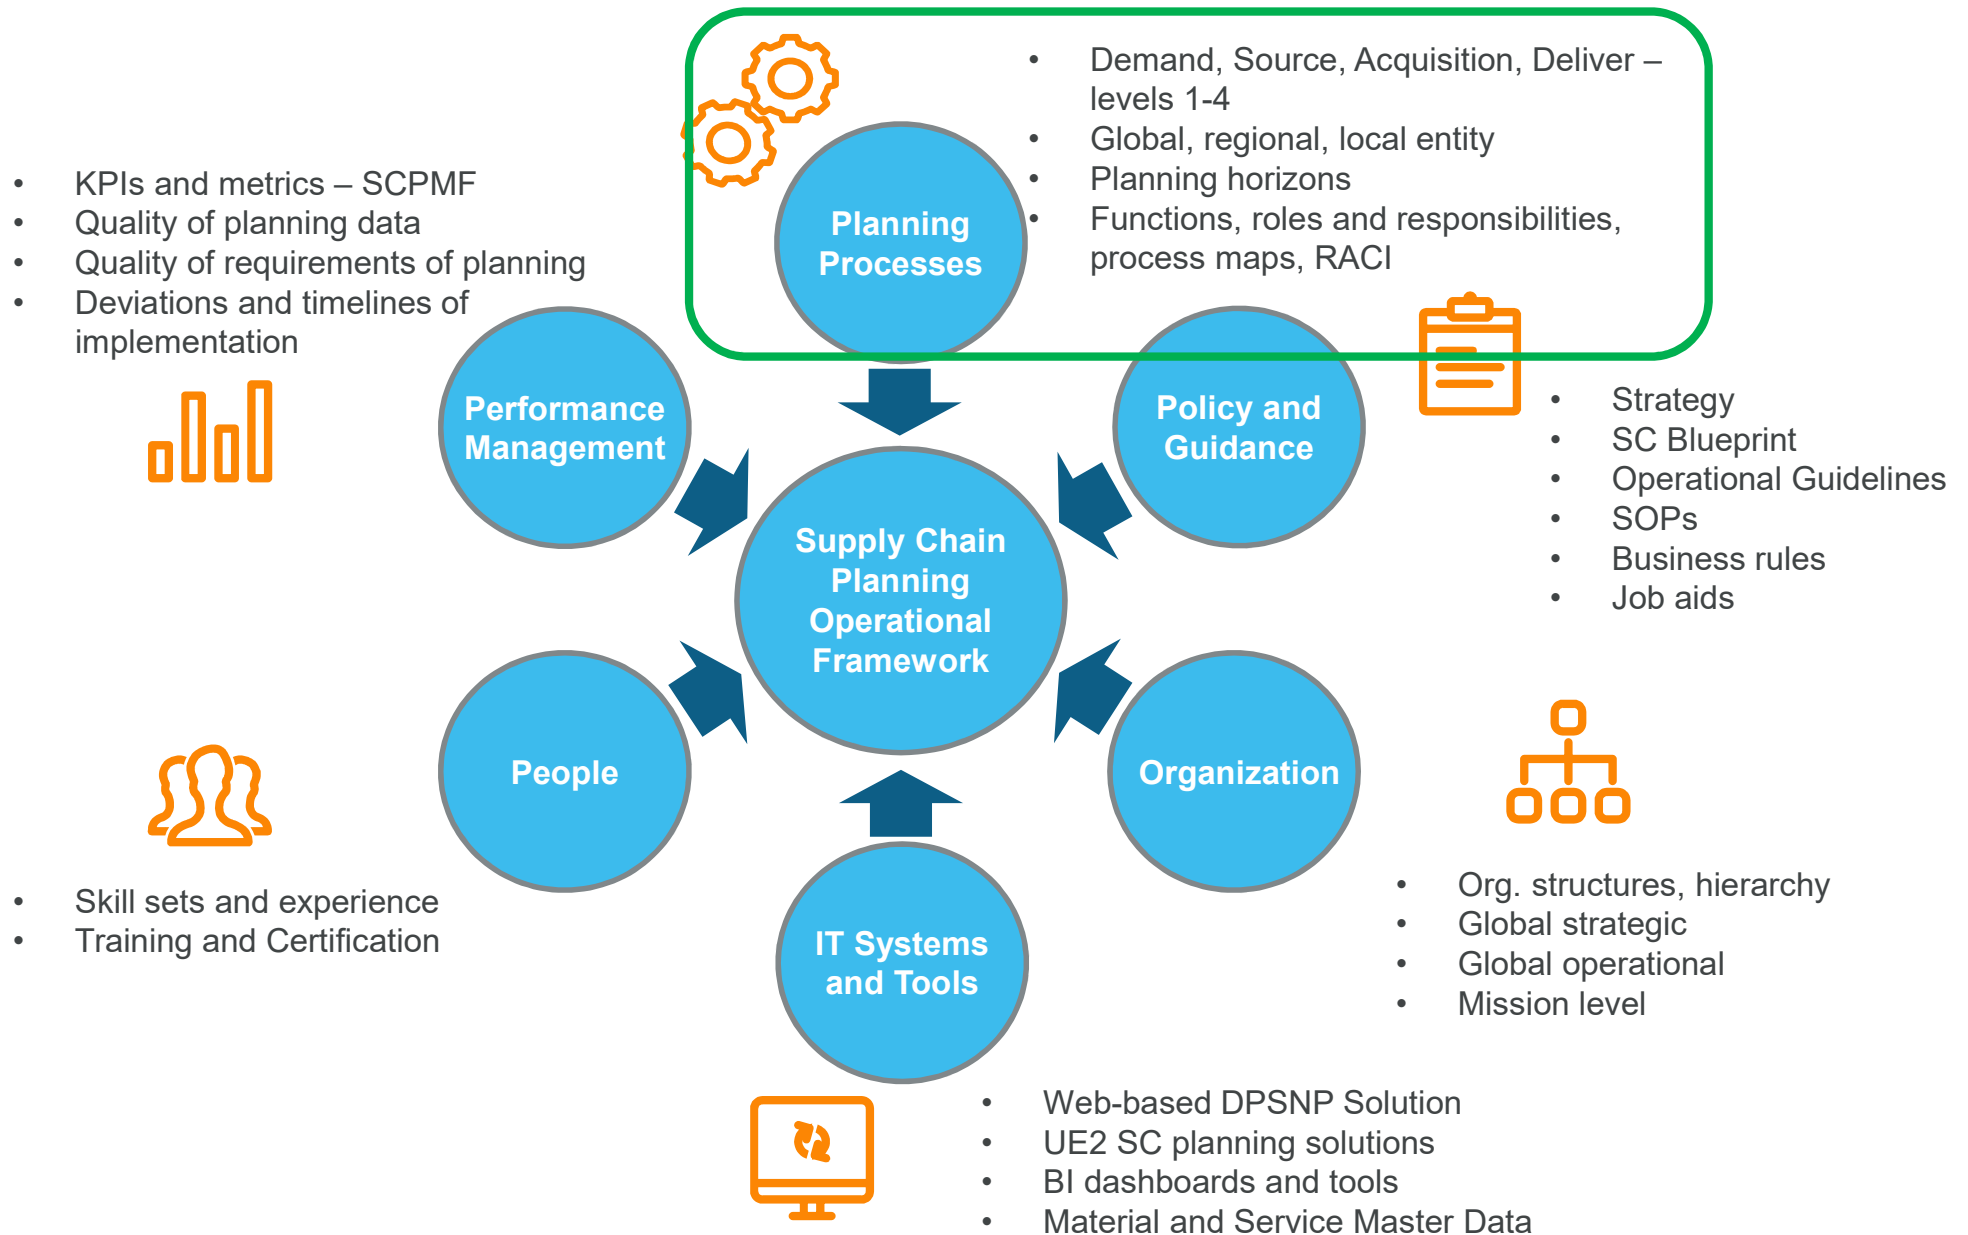 • Demand, Source, Acquisition, Deliver –
levels 1-4
• Global, regional, local entity
• Planning horizons
• Functions, roles and responsibilities,
process maps, RACI
Planning
Processes
• KPIs and metrics – SCPMF
• Quality of planning data
• Quality of requirements of planning
• Deviations and timelines of
implementation
Performance
Management
Policy and
Guidance
• Strategy
• SC Blueprint
• Operational Guidelines
• SOPs
• Business rules
• Job aids
Supply Chain
Planning
Operational
Framework
People
• Skill sets and experience
• Training and Certification
Organization
• Org. structures, hierarchy
• Global strategic
• Global operational
• Mission level
IT Systems
and Tools
• Web-based DPSNP Solution
• UE2 SC planning solutions
• BI dashboards and tools
• Material and Service Master Data